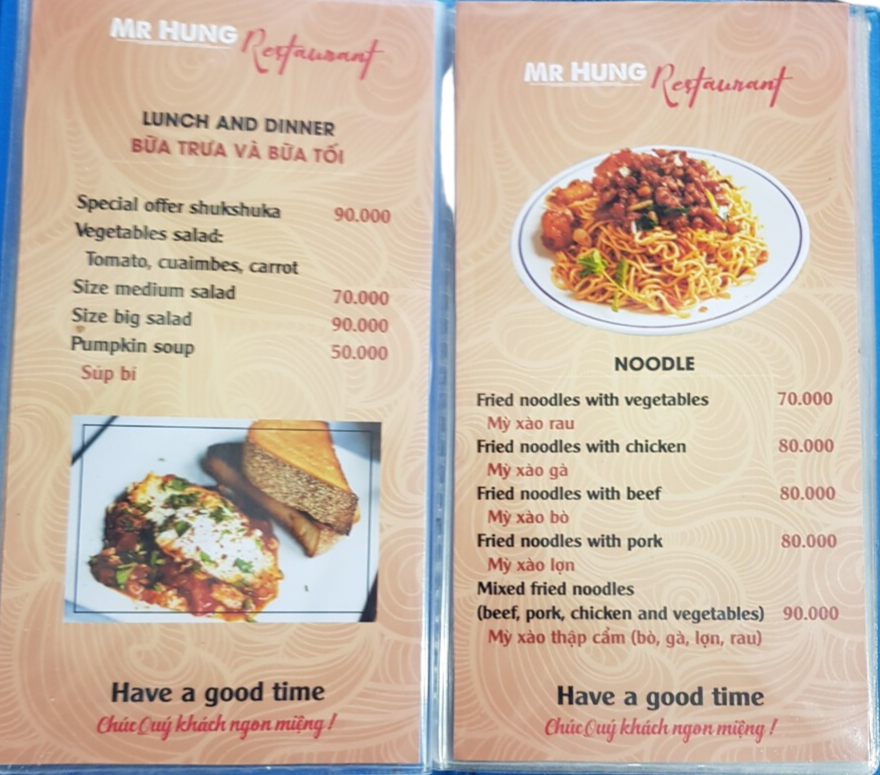 MR HUNG Restaurant
LUNCH AND DINNER
BỮA TRƯA VÀ BỮA TỐI
Special offer shukshuka 90.000
Vegetables salad:
Tomato, cuaimbes, carrot
Size medium salad 70.000
Size big salad 90.000
Pumpkin soup 50.000
Súp bí
Have a good time
Chúc Quý khách ngon miệng !
MR HUNG Restaurant
NOODLE
Fried noodles with vegetables 70.000
Mỳ xào rau
Fried noodles with chicken 80.000
Mỳ xào gà
Fried noodles with beef 80.000
Mỳ xào bò
Fried noodles with pork 80.000
Mỳ xào lợn
Mixed fried noodles
(beef, pork, chicken and vegetables) 90.000
Mỳ xào thập cẩm (bò, gà, lợn, rau)
Have a good time
Chúc Quý khách ngon miệng !